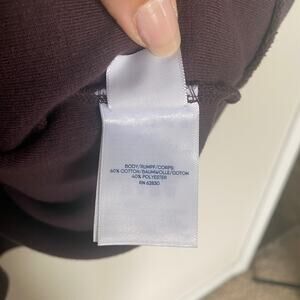 BODY/RUMPF/CORPS:
60% COTTON/BAUMWOLLE/COTON
40% POLYESTER
RN 62830